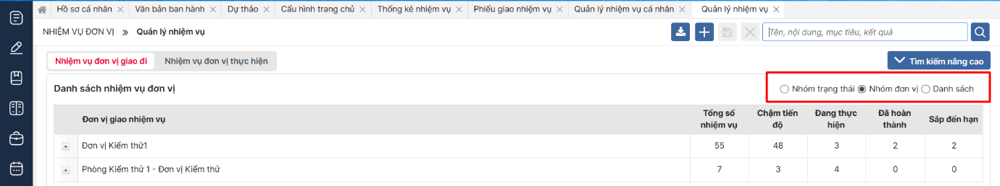 Hồ sơ cá nhân Văn bản ban hành Dự thảo Cấu hình trang chủ Thống kê nhiệm vụ Phiếu giao nhiệm vụ Quản lý nhiệm vụ cá nhân Quản lý nhiệm vụ
NHIỆM VỤ ĐƠN VỊ » Quản lý nhiệm vụ Tên, nội dung, mục tiêu, kết quả
Nhiệm vụ đơn vị giao đi Nhiệm vụ đơn vị thực hiện Tìm kiếm nâng cao
Danh sách nhiệm vụ đơn vị Nhóm trạng thái Nhóm đơn vị Danh sách
Đơn vị giao nhiệm vụ Tổng số nhiệm vụ Chậm tiến độ Đang thực hiện Đã hoàn thành Sắp đến hạn
Đơn vị Kiểm thử1 55 48 3 2 2
Phòng Kiểm thử 1 - Đơn vị Kiểm thử 7 3 4 0 0